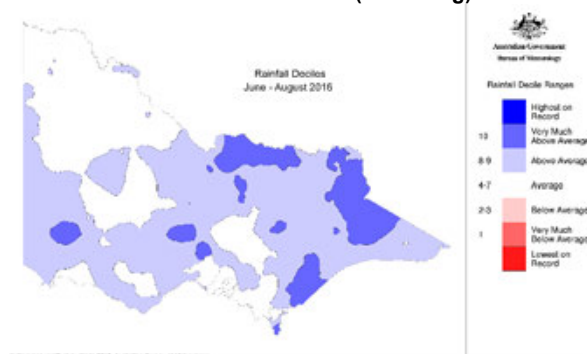 Rainfall Deciles
June - August 2016
Australian Government
Bureau of Meteorology
Rainfall Decile Ranges
Highest on
Record
10
Very Much
Above Average
8-9
Above Average
4-7
Average
2-3
Below Average
1
Very Much
Below Average
Lowest on
Record